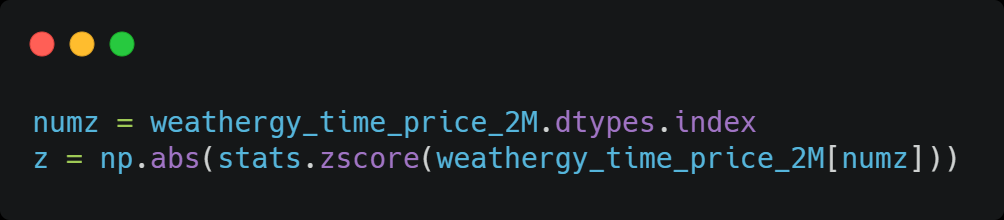 numz = weathergy_time_price_2M.dtypes.index
z = np.abs(stats.zscore(weathergy_time_price_2M[numz]))